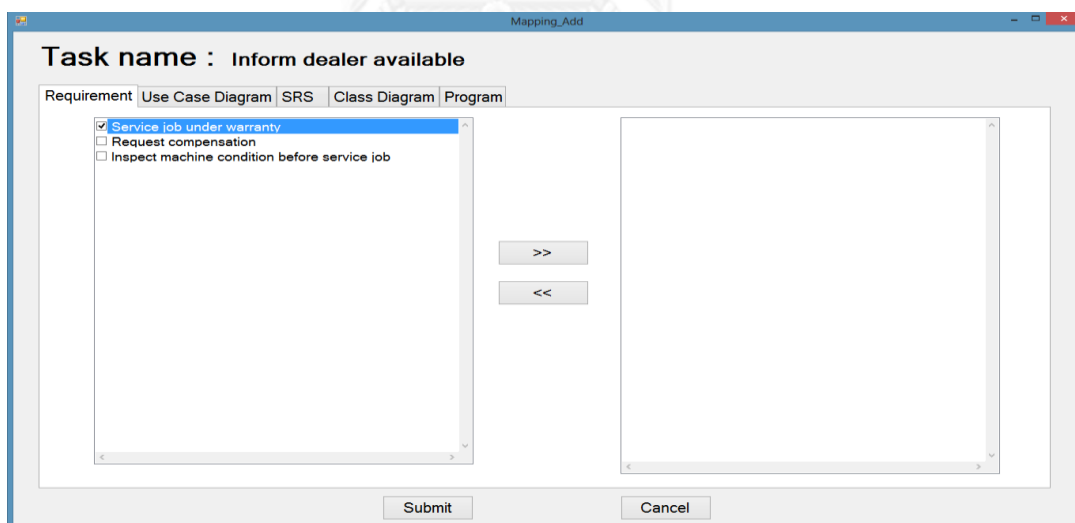 Mapping_Add
Task name : Inform dealer available
Requirement Use Case Diagram SRS Class Diagram Program
Service job under warranty
Request compensation
Inspect machine condition before service job
>>
<<
Submit Cancel